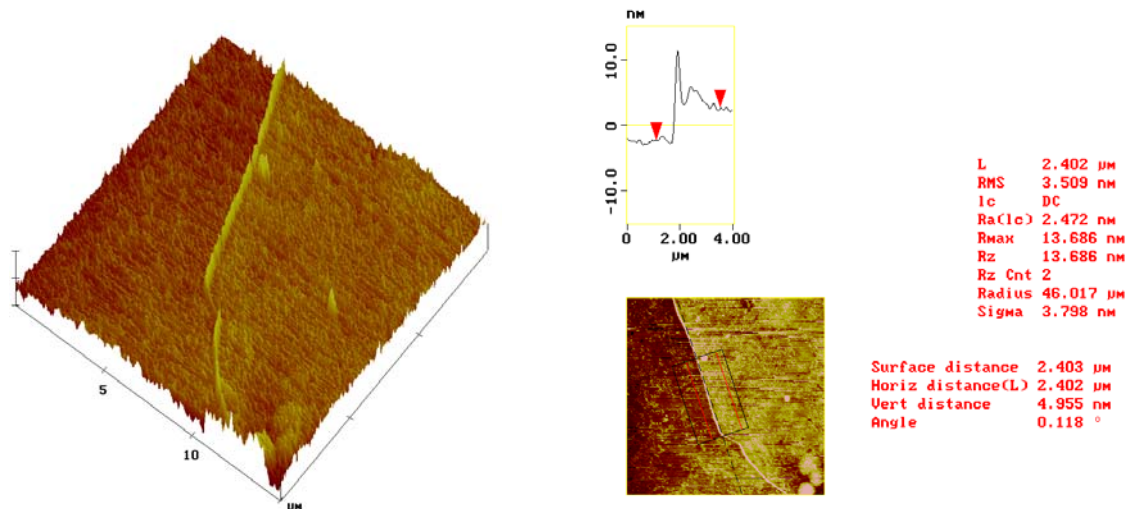 5
10
μm
nm
10.0
0
-10.0
0 2.00 4.00
μm
L 2.402 μm
RMS 3.509 nm
lc DC
Ra(lc) 2.472 nm
Rmax 13.686 nm
Rz 13.686 nm
Rz Cnt 2
Radius 46.017 μm
Sigma 3.798 nm
Surface distance 2.403 μm
Horiz distance(L) 2.402 μm
Vert distance 4.955 nm
Angle 0.118 °